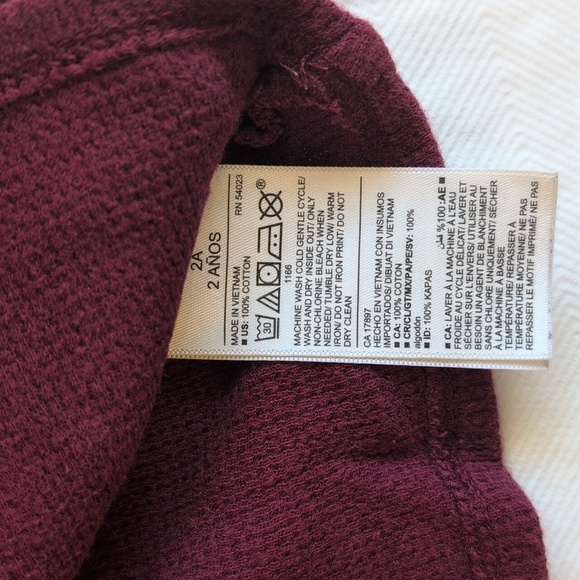 2A
2 AÑOS
MADE IN VIETNAM RN 54023
■ US: 100% COTTON
30 ®
1166
MACHINE WASH COLD GENTLE CYCLE/
WASH AND DRY INSIDE OUT/ ONLY
NON-CHLORINE BLEACH WHEN
NEEDED/ TUMBLE DRY LOW/ WARM
IRON/ DO NOT IRON PRINT/ DO NOT
DRY CLEAN
CA 17897
HECHO EN VIETNAM CON INSUMOS
IMPORTADOS/ DIBUAT DI VIETNAM
■ CA: 100% COTON
■ CR/CL/GT/MX/PA/PE/SV: 100%
algodón
■ ID: 100% KAPAS
■ AE: 100% قطن
■ CA: LAVER À LA MACHINE À L'EAU
FROIDE AU CYCLE DÉLICAT/ LAVER ET
SÉCHER SUR L'ENVERS/ UTILISER AU
BESOIN UN AGENT DE BLANCHIMENT
SANS CHLORE UNIQUEMENT/ SÉCHER
À LA MACHINE À BASSE
TEMPÉRATURE/ REPASSER À
TEMPÉRATURE MOYENNE/ NE PAS
REPASSER LE MOTIF IMPRIMÉ/ NE PAS